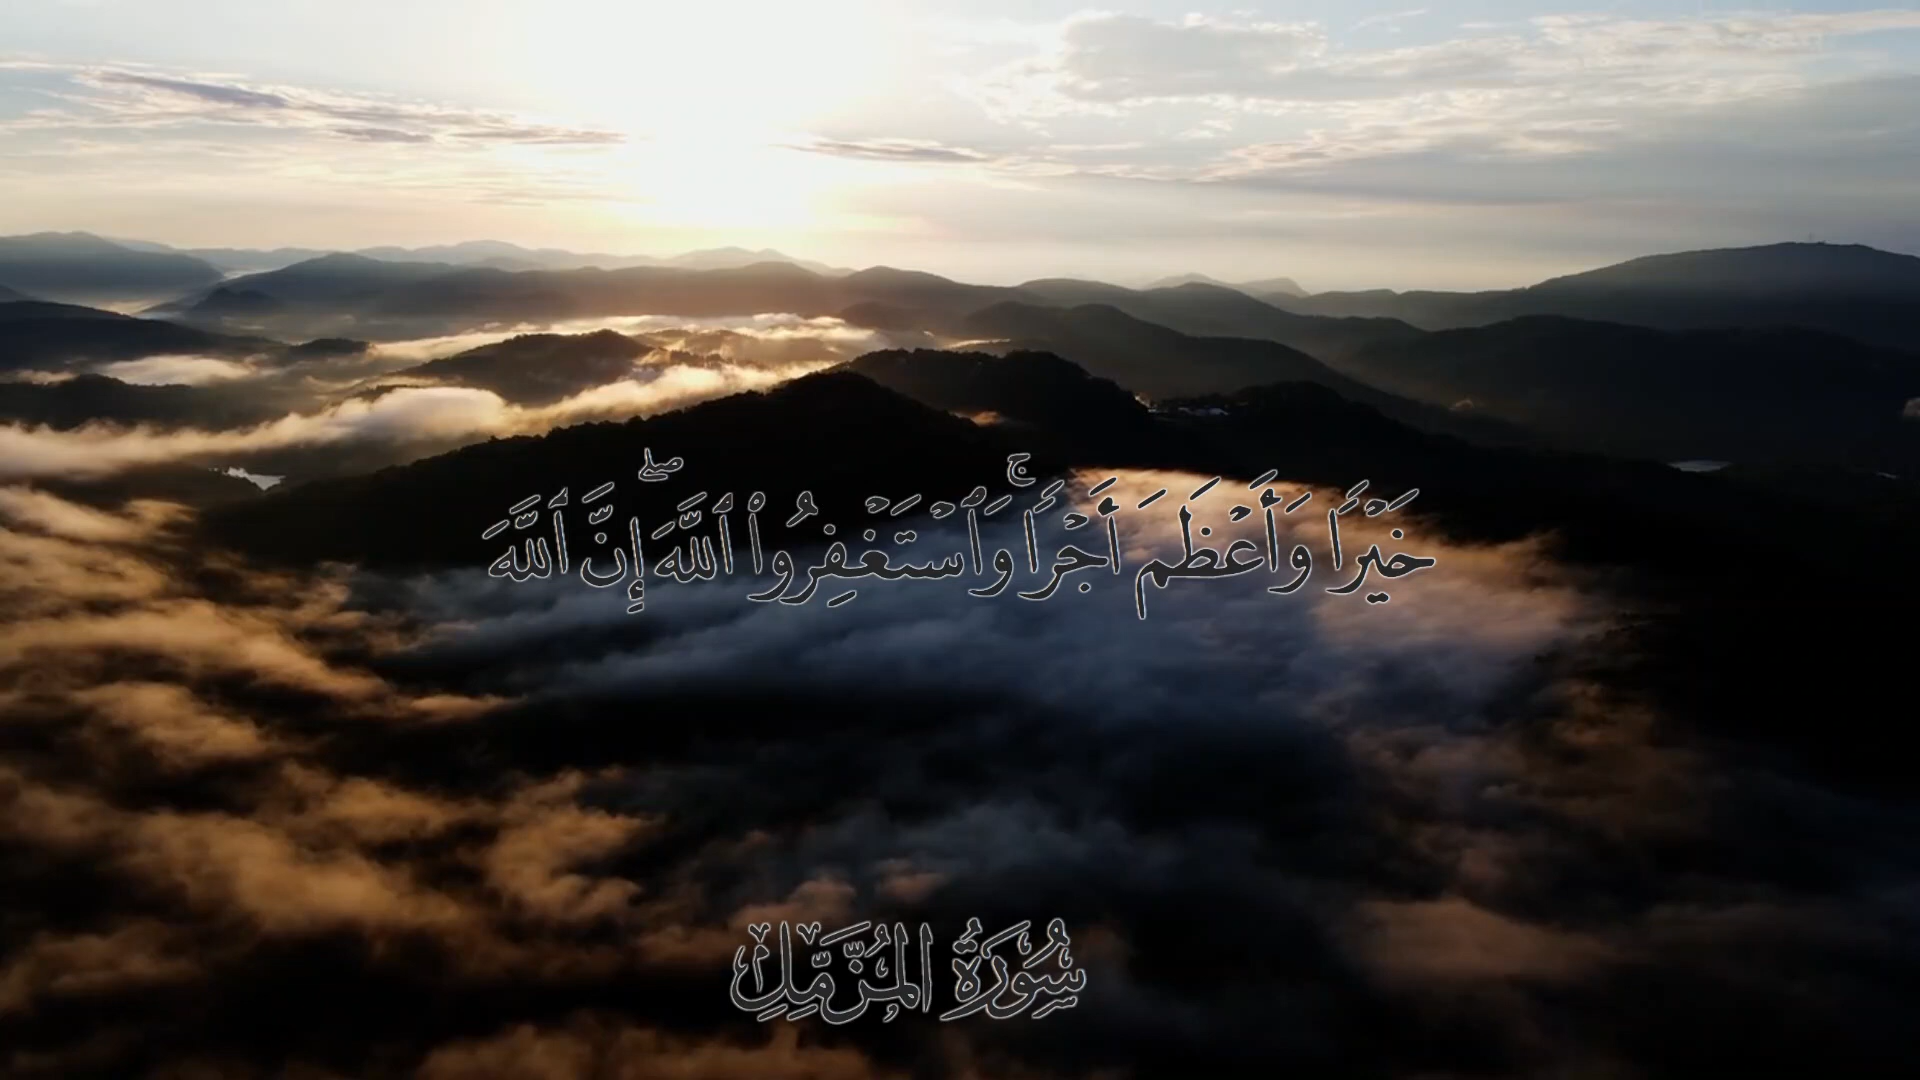 خَيْرًا وَأَعْظَمَ أَجْرًا ۚ وَٱسْتَغْفِرُوا۟ ٱللَّهَ ۖ إِنَّ ٱللَّهَ
سُورَةُ المُزَّمِّلِ